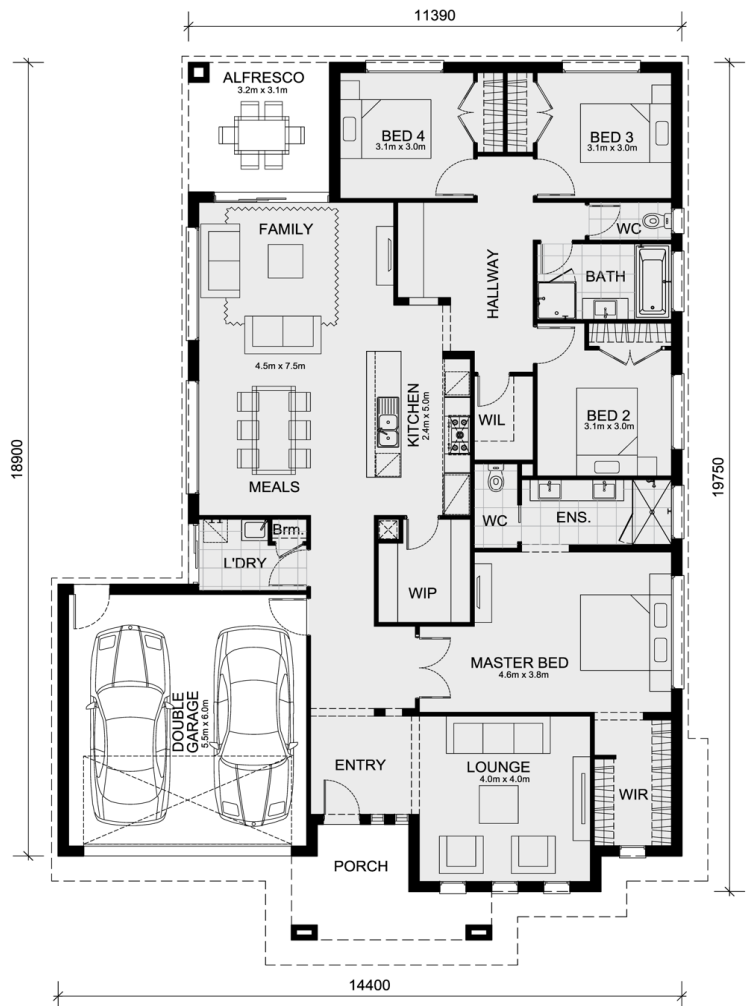 11390
ALFRESCO
3.2m x 3.1m
BED 4
3.1m x 3.0m
BED 3
3.1m x 3.0m
FAMILY
WC
HALLWAY
BATH
4.5m x 7.5m
KITCHEN
2.4m x 5.0m
WIL
BED 2
3.1m x 3.0m
18900
19750
MEALS
WC
ENS.
Brm.
L'DRY
WIP
MASTER BED
4.6m x 3.8m
DOUBLE
GARAGE
5.5m x 6.0m
ENTRY
LOUNGE
4.0m x 4.0m
WIR
PORCH
14400